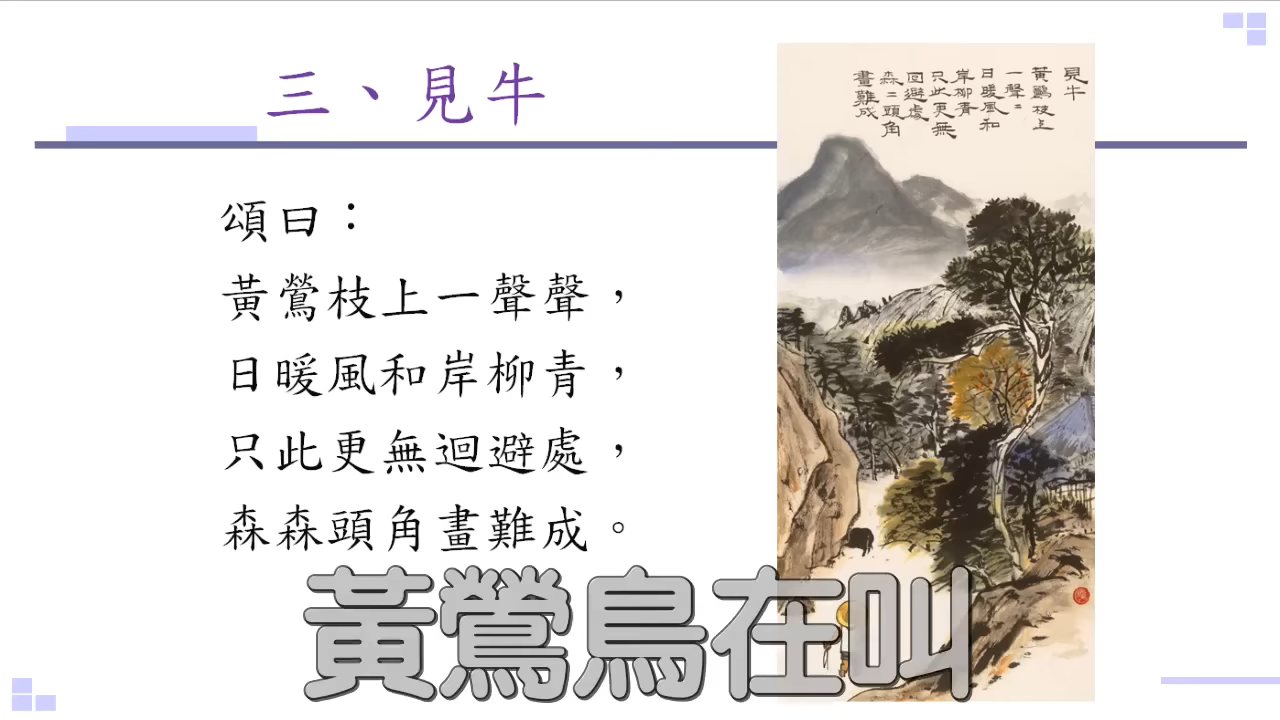 三、見牛
頌曰：
黃鶯枝上一聲聲，
日暖風和岸柳青，
只此更無迴避處，
森森頭角畫難成。
見牛
黃鸝枝上
一聲〻
日暖風和
岸柳青
只此更無
回避處
森〻頭角
畫難成
黃鶯鳥在叫